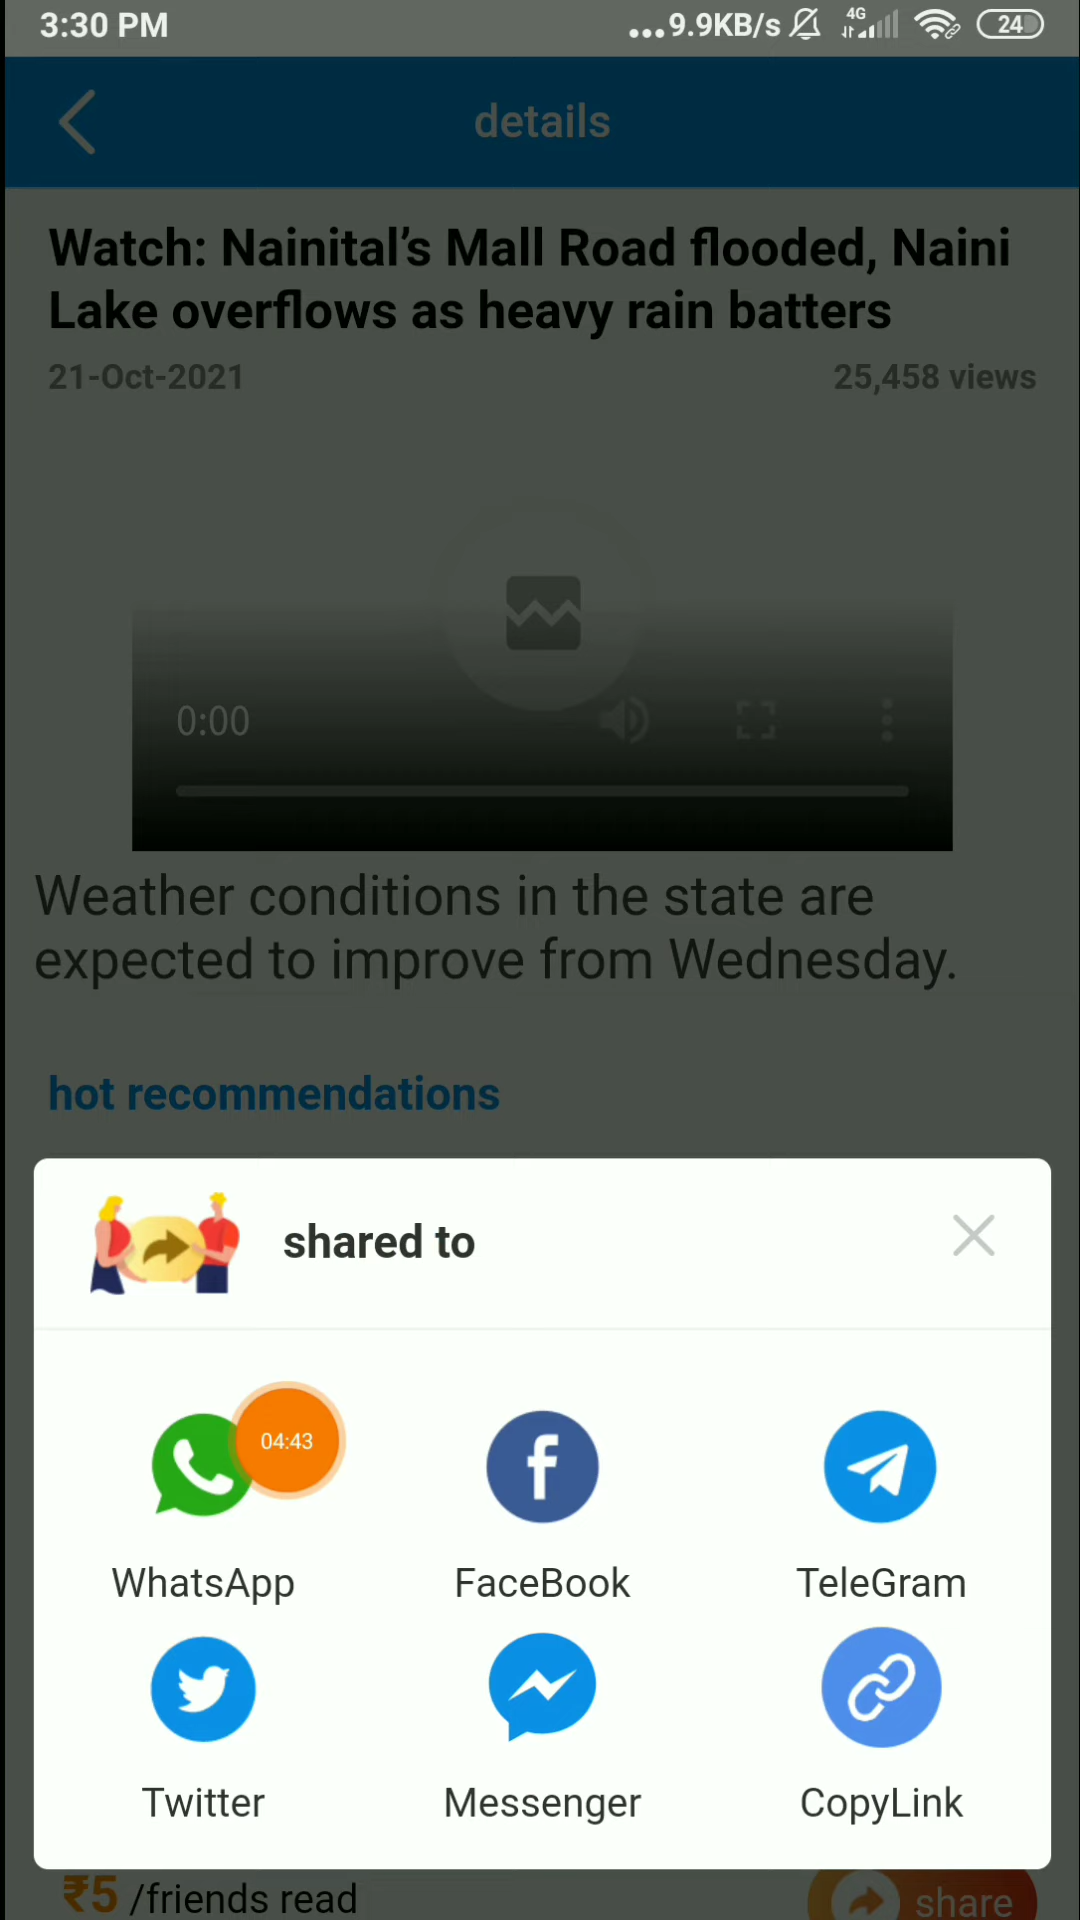 3:30 PM
...9.9KB/s 4G 24
details
Watch: Nainital’s Mall Road flooded, Naini
Lake overflows as heavy rain batters
21-Oct-2021 25,458 views
0:00
Weather conditions in the state are
expected to improve from Wednesday.
hot recommendations
shared to
04:43
WhatsApp FaceBook TeleGram
Twitter Messenger CopyLink
₹5 /friends read share